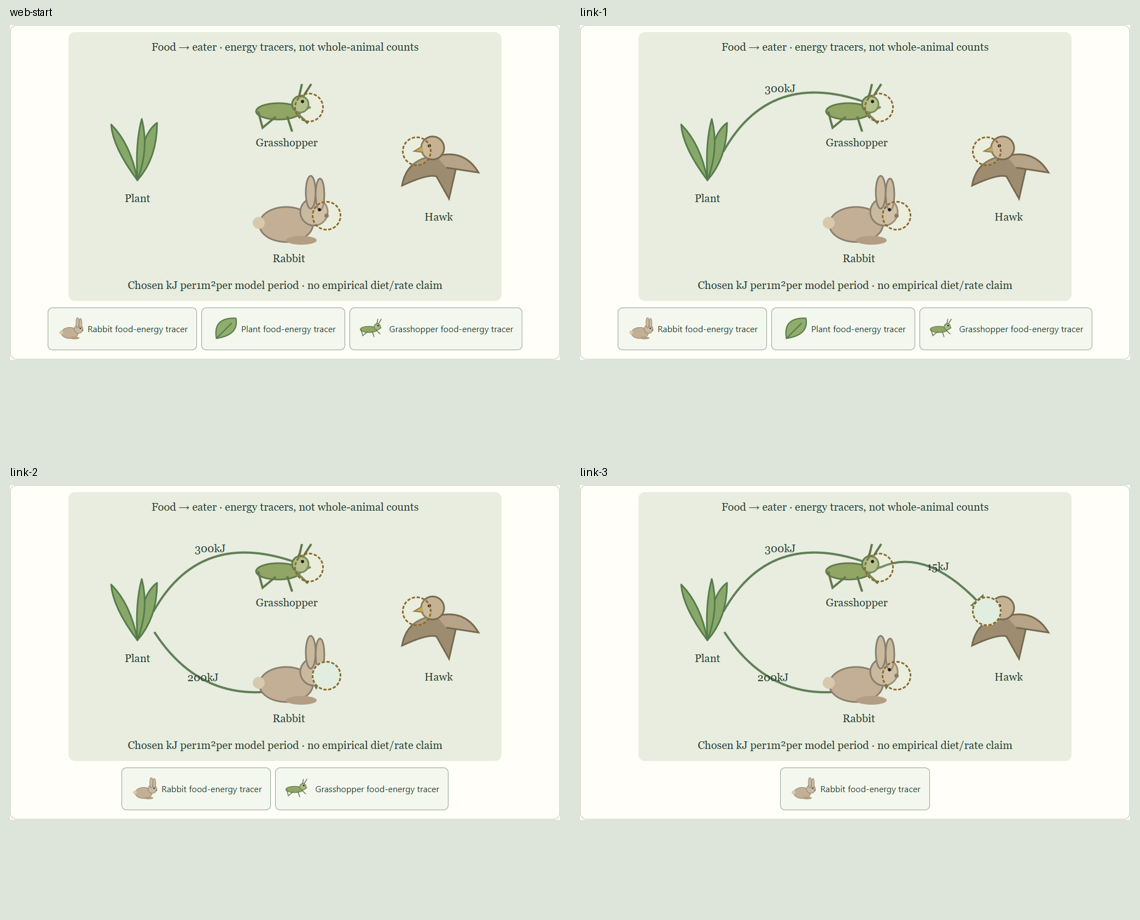 web-start
Food → eater · energy tracers, not whole-animal counts
Grasshopper
Plant
Hawk
Rabbit
Chosen kJ per1m²per model period · no empirical diet/rate claim
Rabbit food-energy tracer
Plant food-energy tracer
Grasshopper food-energy tracer
link-1
Food → eater · energy tracers, not whole-animal counts
300kJ
Grasshopper
Plant
Hawk
Rabbit
Chosen kJ per1m²per model period · no empirical diet/rate claim
Rabbit food-energy tracer
Plant food-energy tracer
Grasshopper food-energy tracer
link-2
Food → eater · energy tracers, not whole-animal counts
300kJ
Grasshopper
Plant
200kJ
Hawk
Rabbit
Chosen kJ per1m²per model period · no empirical diet/rate claim
Rabbit food-energy tracer
Grasshopper food-energy tracer
link-3
Food → eater · energy tracers, not whole-animal counts
300kJ
15kJ
Grasshopper
Plant
200kJ
Hawk
Rabbit
Chosen kJ per1m²per model period · no empirical diet/rate claim
Rabbit food-energy tracer